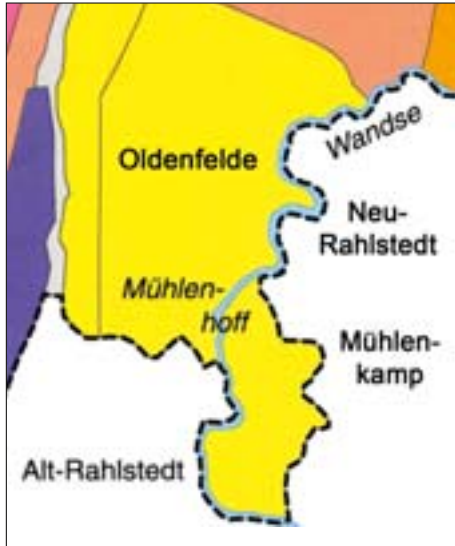 Wandse
Oldenfelde
Neu-
Rahlstedt
Mühlen-
hoff
Mühlen-
kamp
Alt-Rahlstedt